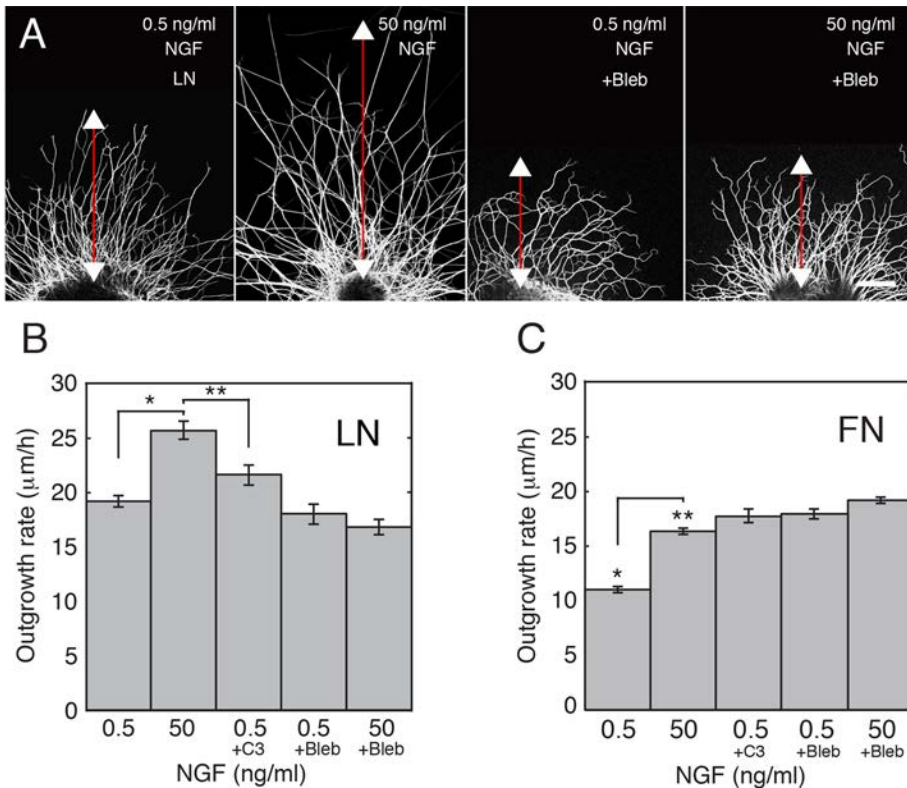 A
0.5 ng/ml
NGF
LN
50 ng/ml
NGF
0.5 ng/ml
NGF
+Bleb
50 ng/ml
NGF
+Bleb
B
Outgrowth rate (μm/h)
30
25
20
15
10
5
0
*
**
LN
0.5 50 0.5 0.5 50
+C3 +Bleb +Bleb
NGF (ng/ml)
C
Outgrowth rate (μm/h)
30
25
20
15
10
5
0
*
**
FN
0.5 50 0.5 0.5 50
+C3 +Bleb +Bleb
NGF (ng/ml)